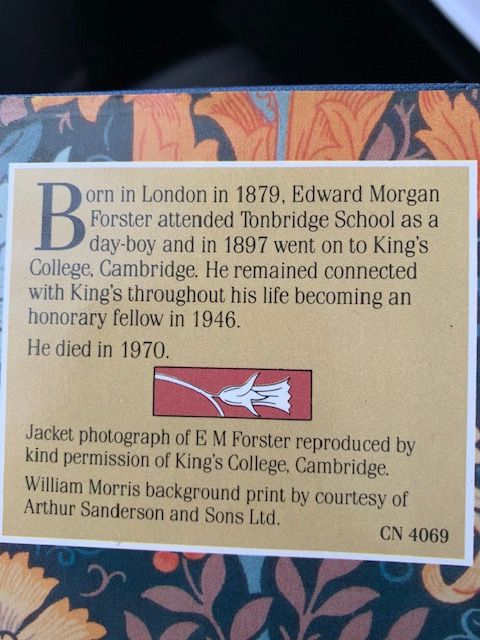 Born in London in 1879, Edward Morgan
Forster attended Tonbridge School as a
day-boy and in 1897 went on to King's
College, Cambridge. He remained connected
with King's throughout his life becoming an
honorary fellow in 1946.
He died in 1970.
Jacket photograph of E M Forster reproduced by
kind permission of King's College, Cambridge.
William Morris background print by courtesy of
Arthur Sanderson and Sons Ltd.
CN 4069